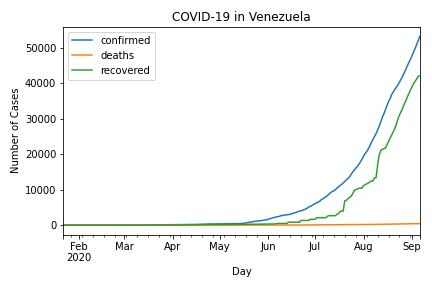 COVID-19 in Venezuela
confirmed
deaths
recovered
Number of Cases
50000
40000
30000
20000
10000
0
Feb Mar Apr May Jun Jul Aug Sep
2020
Day